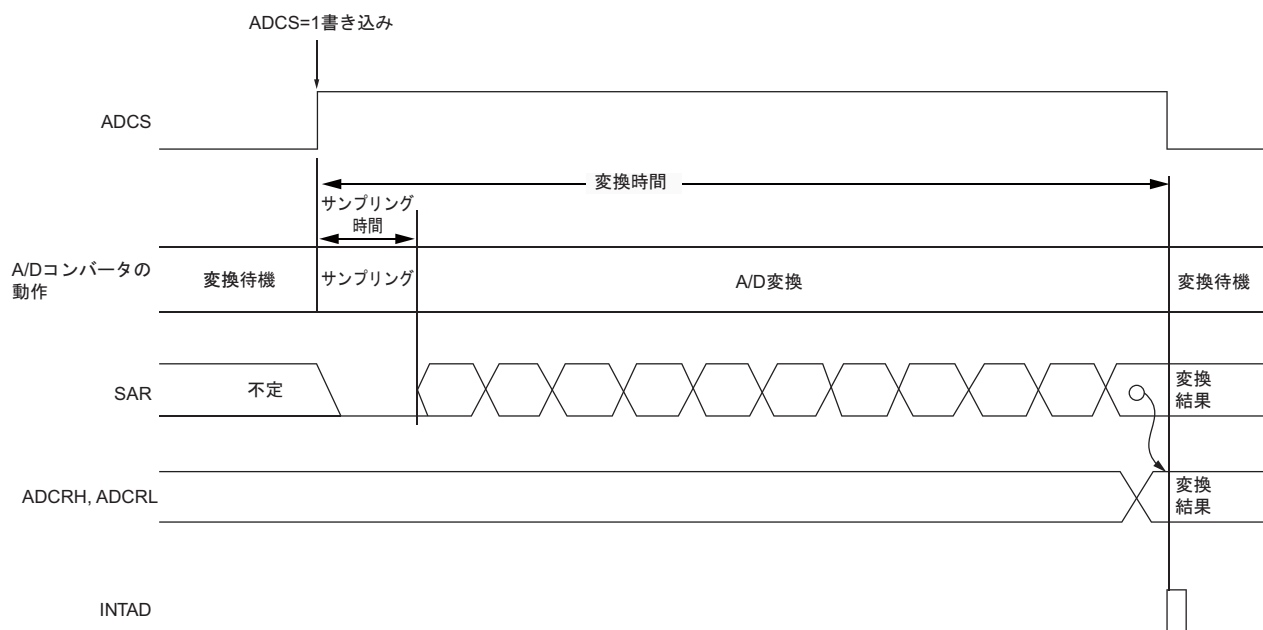 ADCS=1書き込み
ADCS
変換時間
サンプリング
時間
A/Dコンバータの
動作
変換待機
サンプリング
A/D変換
変換待機
SAR
不定
変換
結果
ADCRH, ADCRL
変換
結果
INTAD